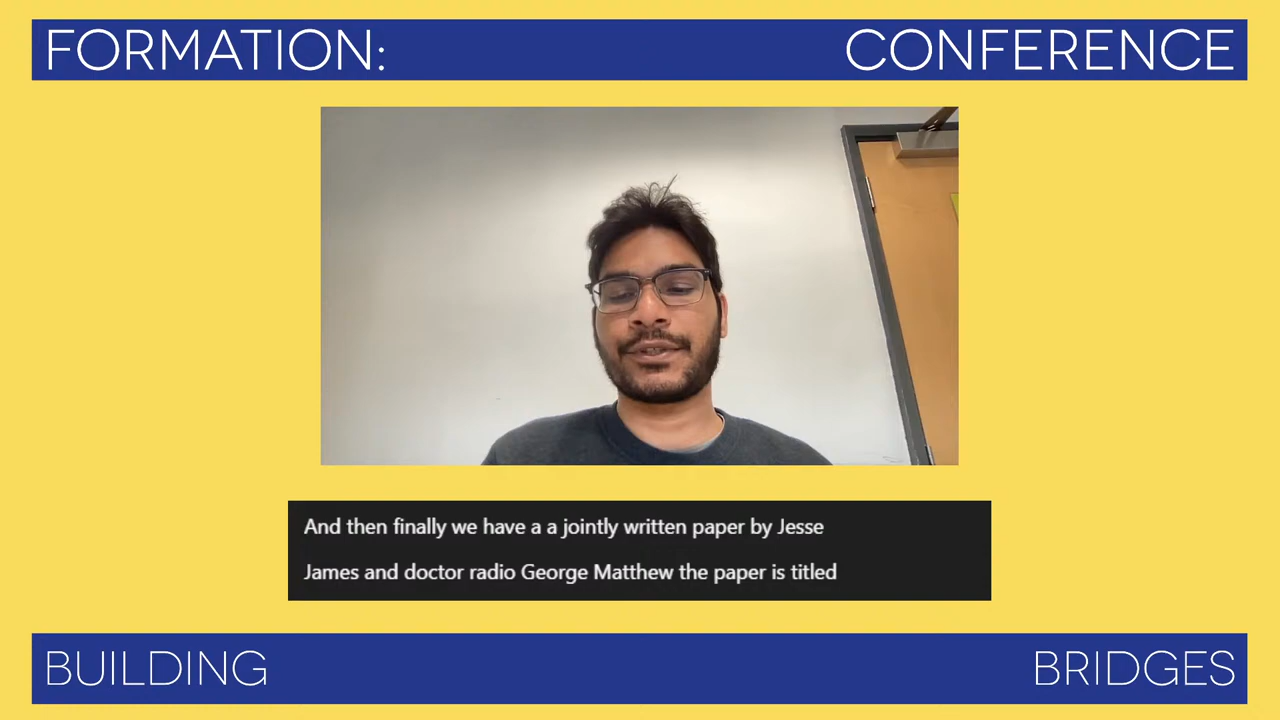 FORMATION: CONFERENCE
And then finally we have a a jointly written paper by Jesse
James and doctor radio George Matthew the paper is titled
BUILDING BRIDGES